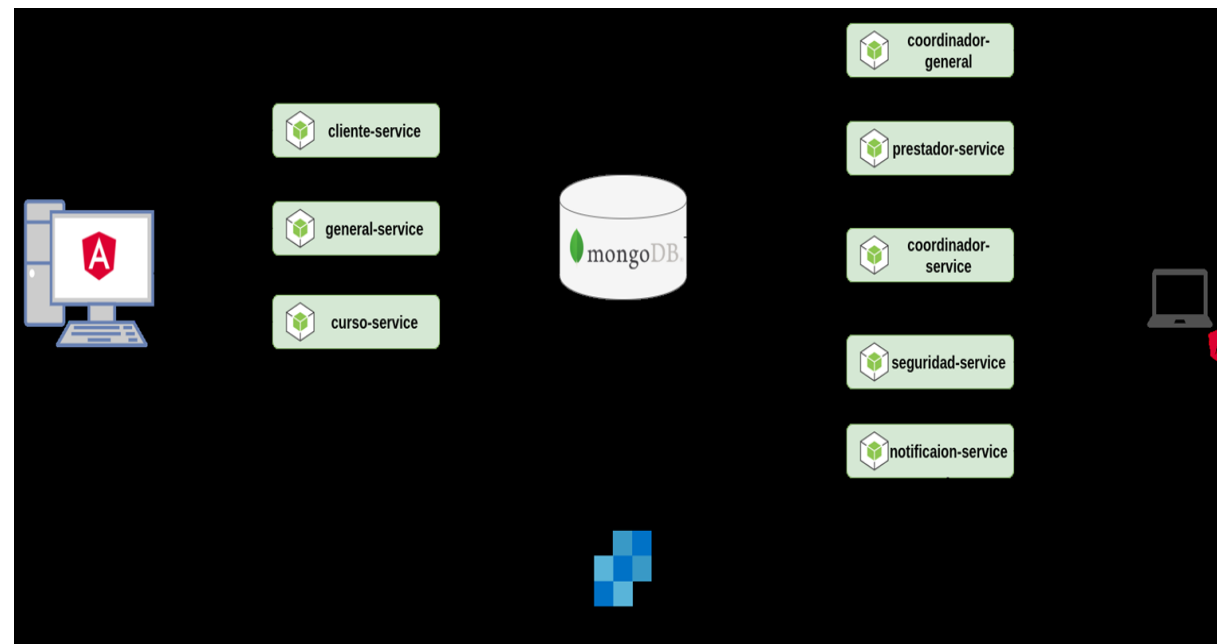 coordinador-
general
cliente-service
prestador-service
general-service
coordinador-
service
mongoDB.
curso-service
seguridad-service
notificaion-service